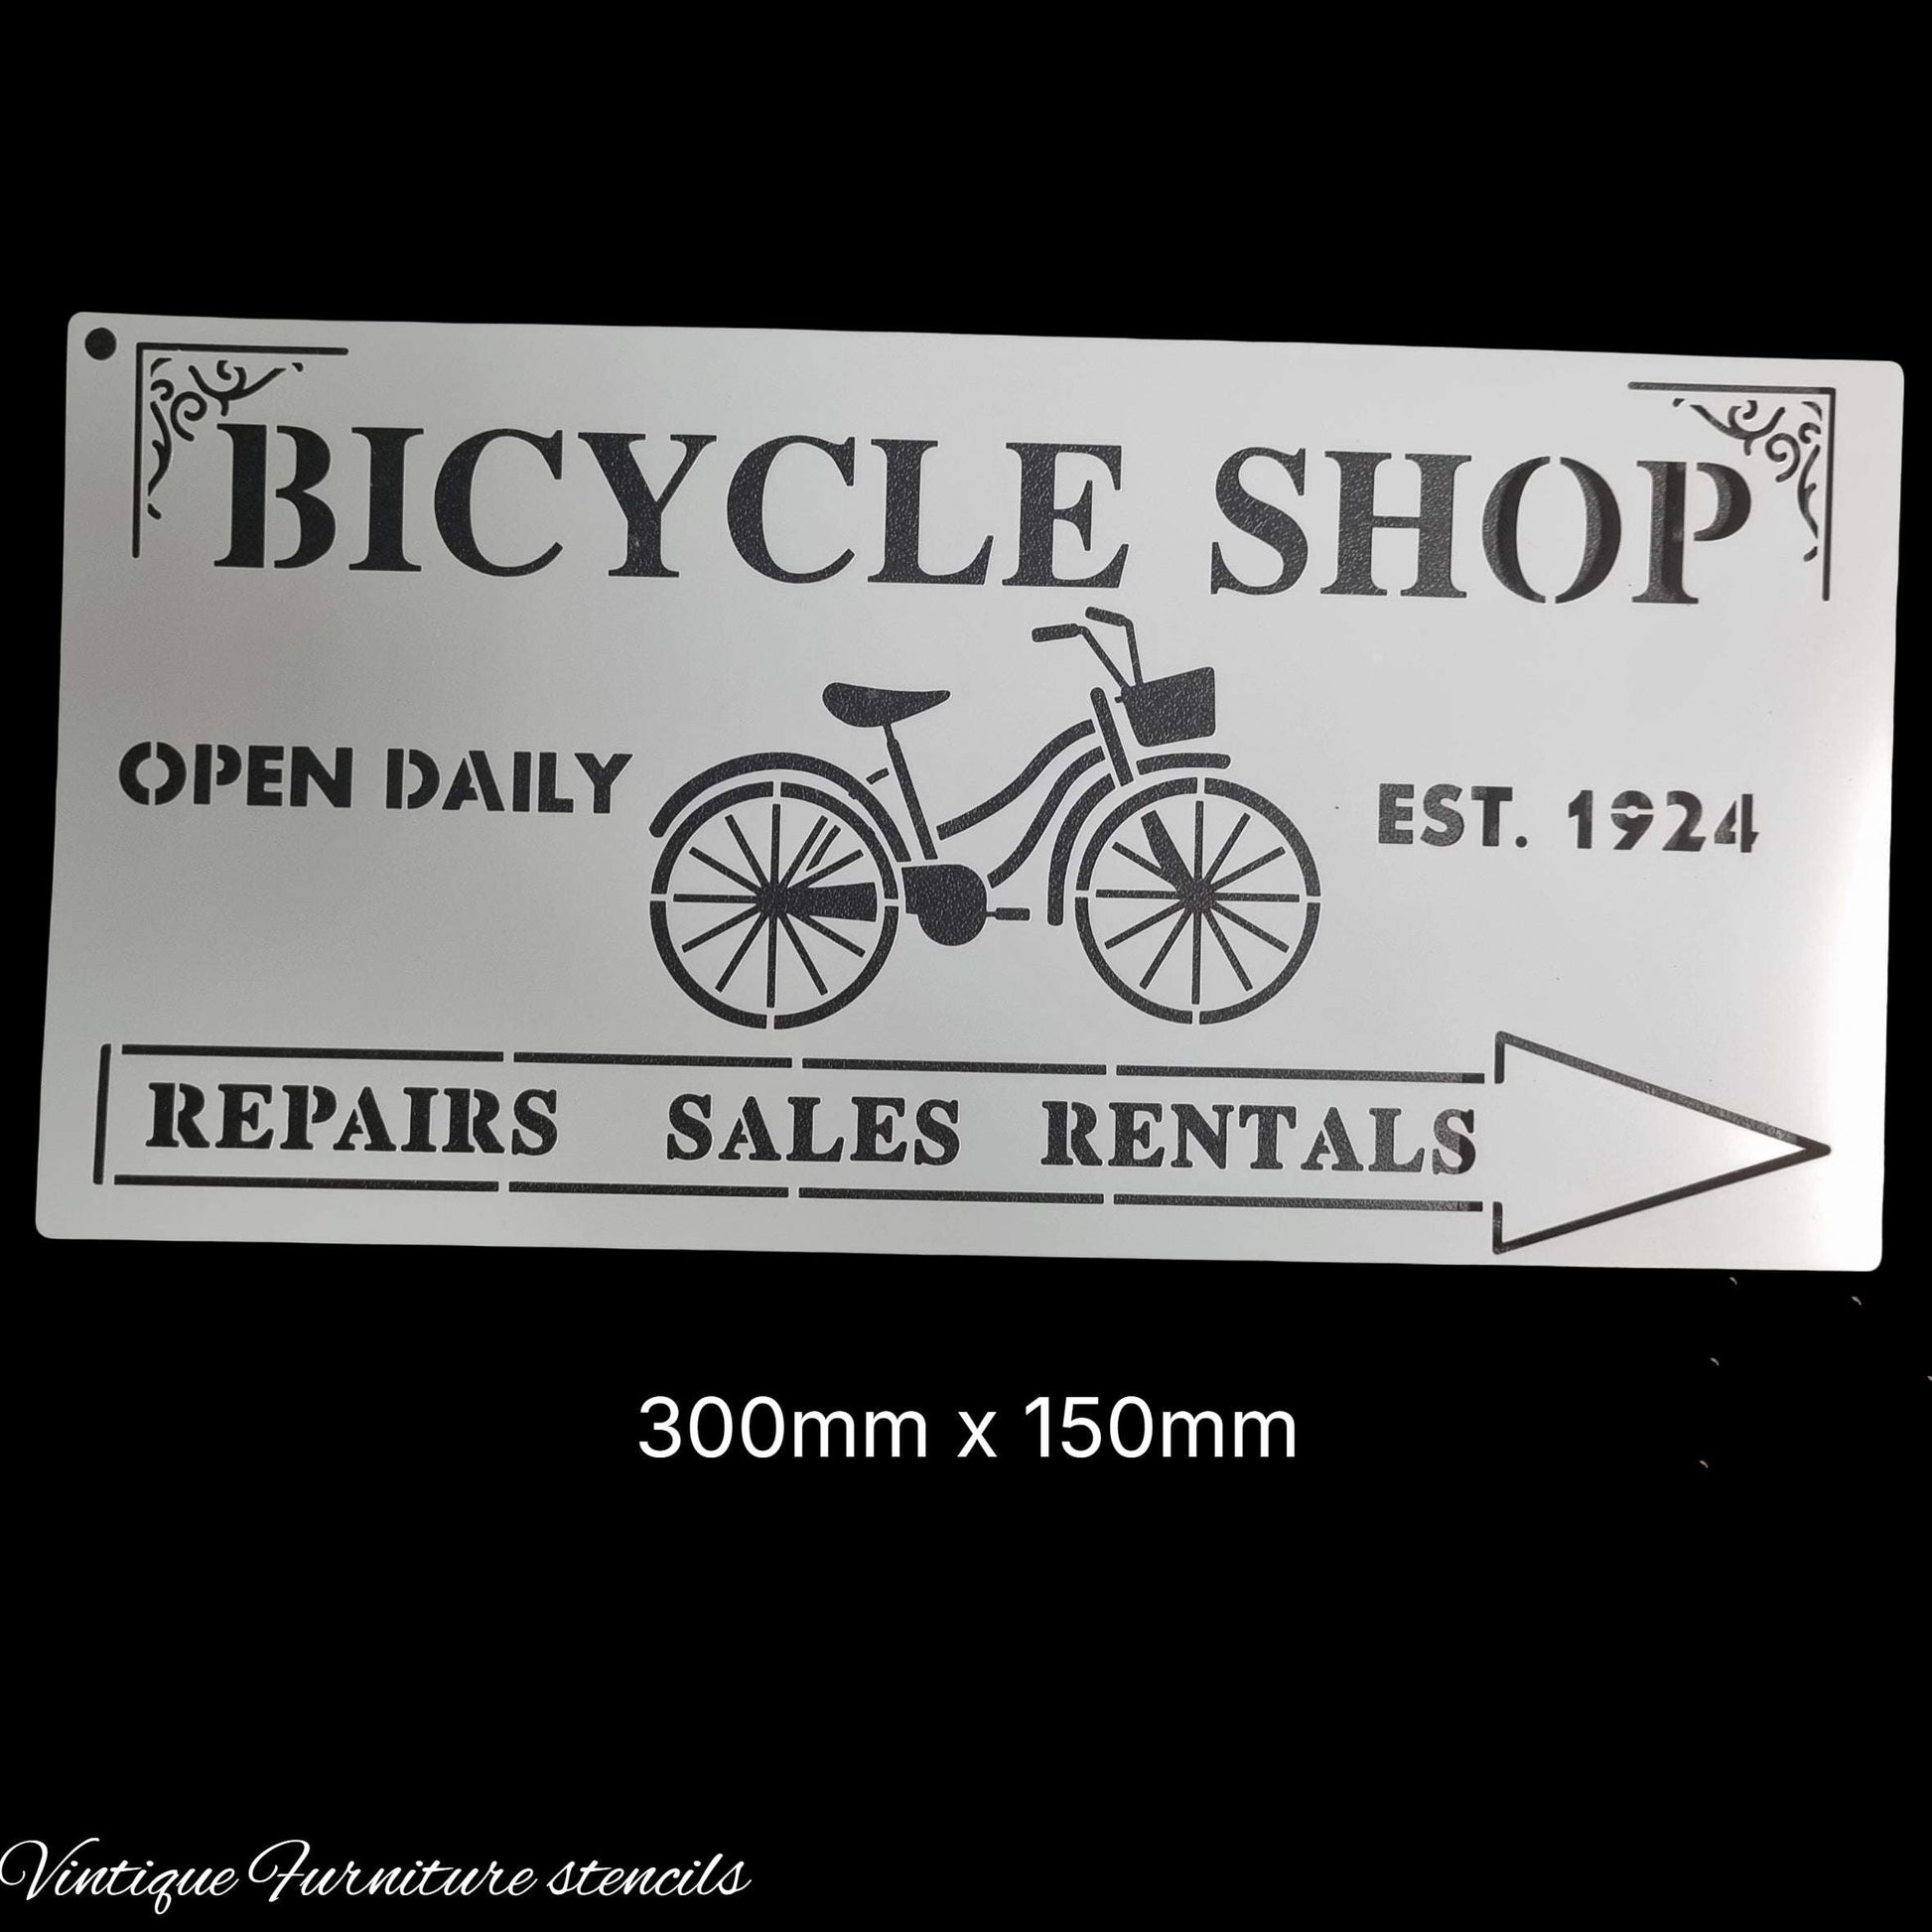 BICYCLE SHOP
OPEN DAILY
EST. 1924
REPAIRS SALES RENTALS
300mm x 150mm
Vintique Furniture stencils